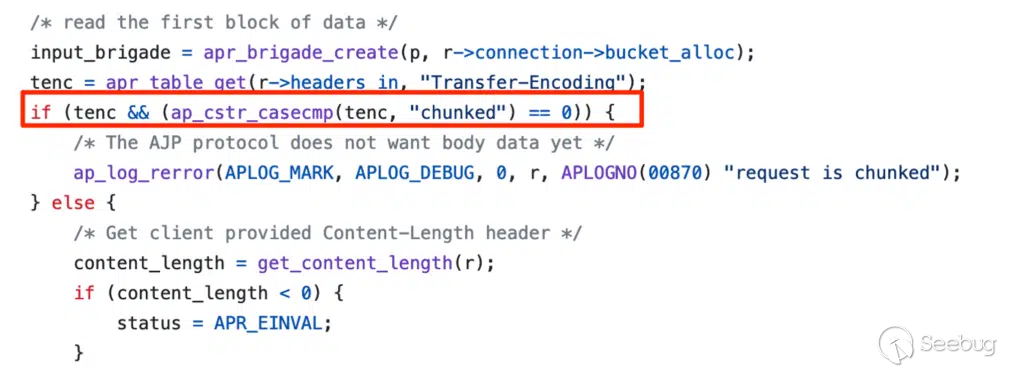 /* read the first block of data */
input_brigade = apr_brigade_create(p, r->connection->bucket_alloc);
tenc = apr_table_get(r->headers_in, "Transfer-Encoding");
if (tenc && (ap_cstr_casecmp(tenc, "chunked") == 0)) {
/* The AJP protocol does not want body data yet */
ap_log_rerror(APLOG_MARK, APLOG_DEBUG, 0, r, APLOGNO(00870) "request is chunked");
} else {
/* Get client provided Content-Length header */
content_length = get_content_length(r);
if (content_length < 0) {
status = APR_EINVAL;
}
Seebug